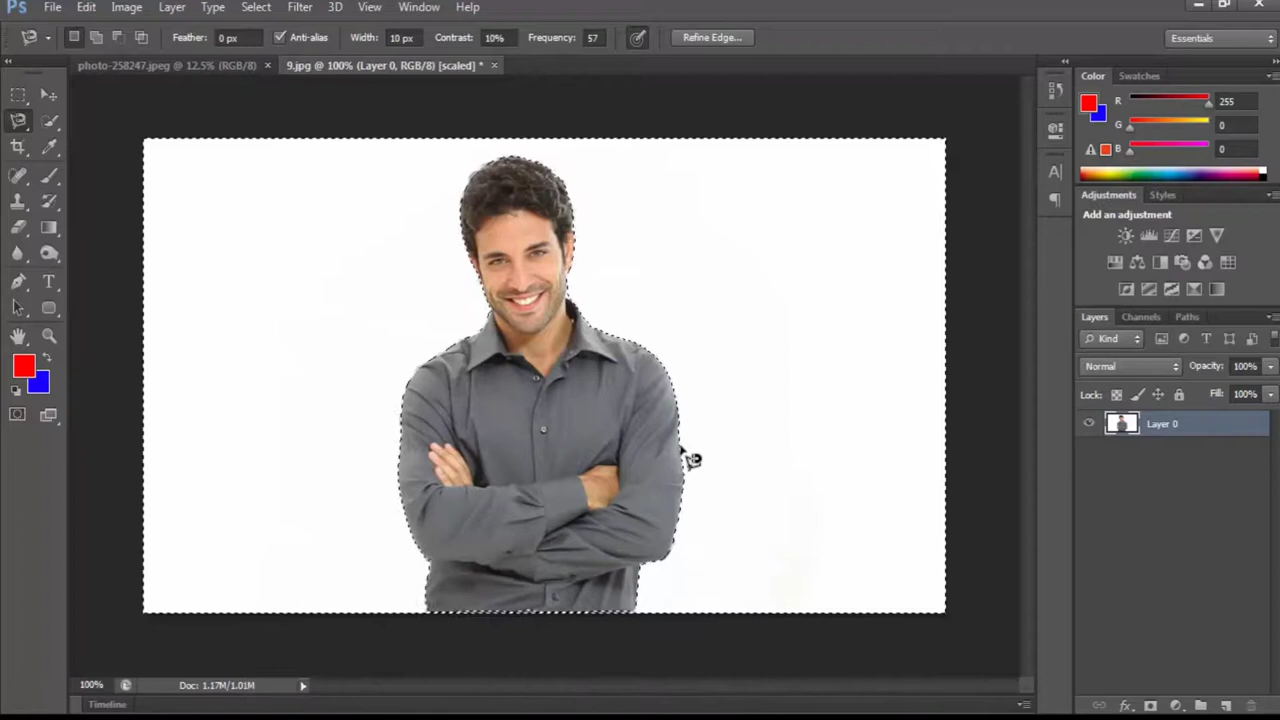 Ps File Edit Image Layer Type Select Filter 3D View Window Help
Feather: 0 px Anti-alias Width: 10 px Contrast: 10% Frequency: 57 Refine Edge... Essentials
photo-258247.jpeg @ 12.5% (RGB/8) × 9.jpg @ 100% (Layer 0, RGB/8) [scaled] * ×
Color Swatches
R 255
G 0
B 0
Adjustments Styles
Add an adjustment
Layers Channels Paths
Kind
Normal Opacity: 100%
Lock: Fill: 100%
Layer 0
100% Doc: 1.17M/1.01M
Timeline